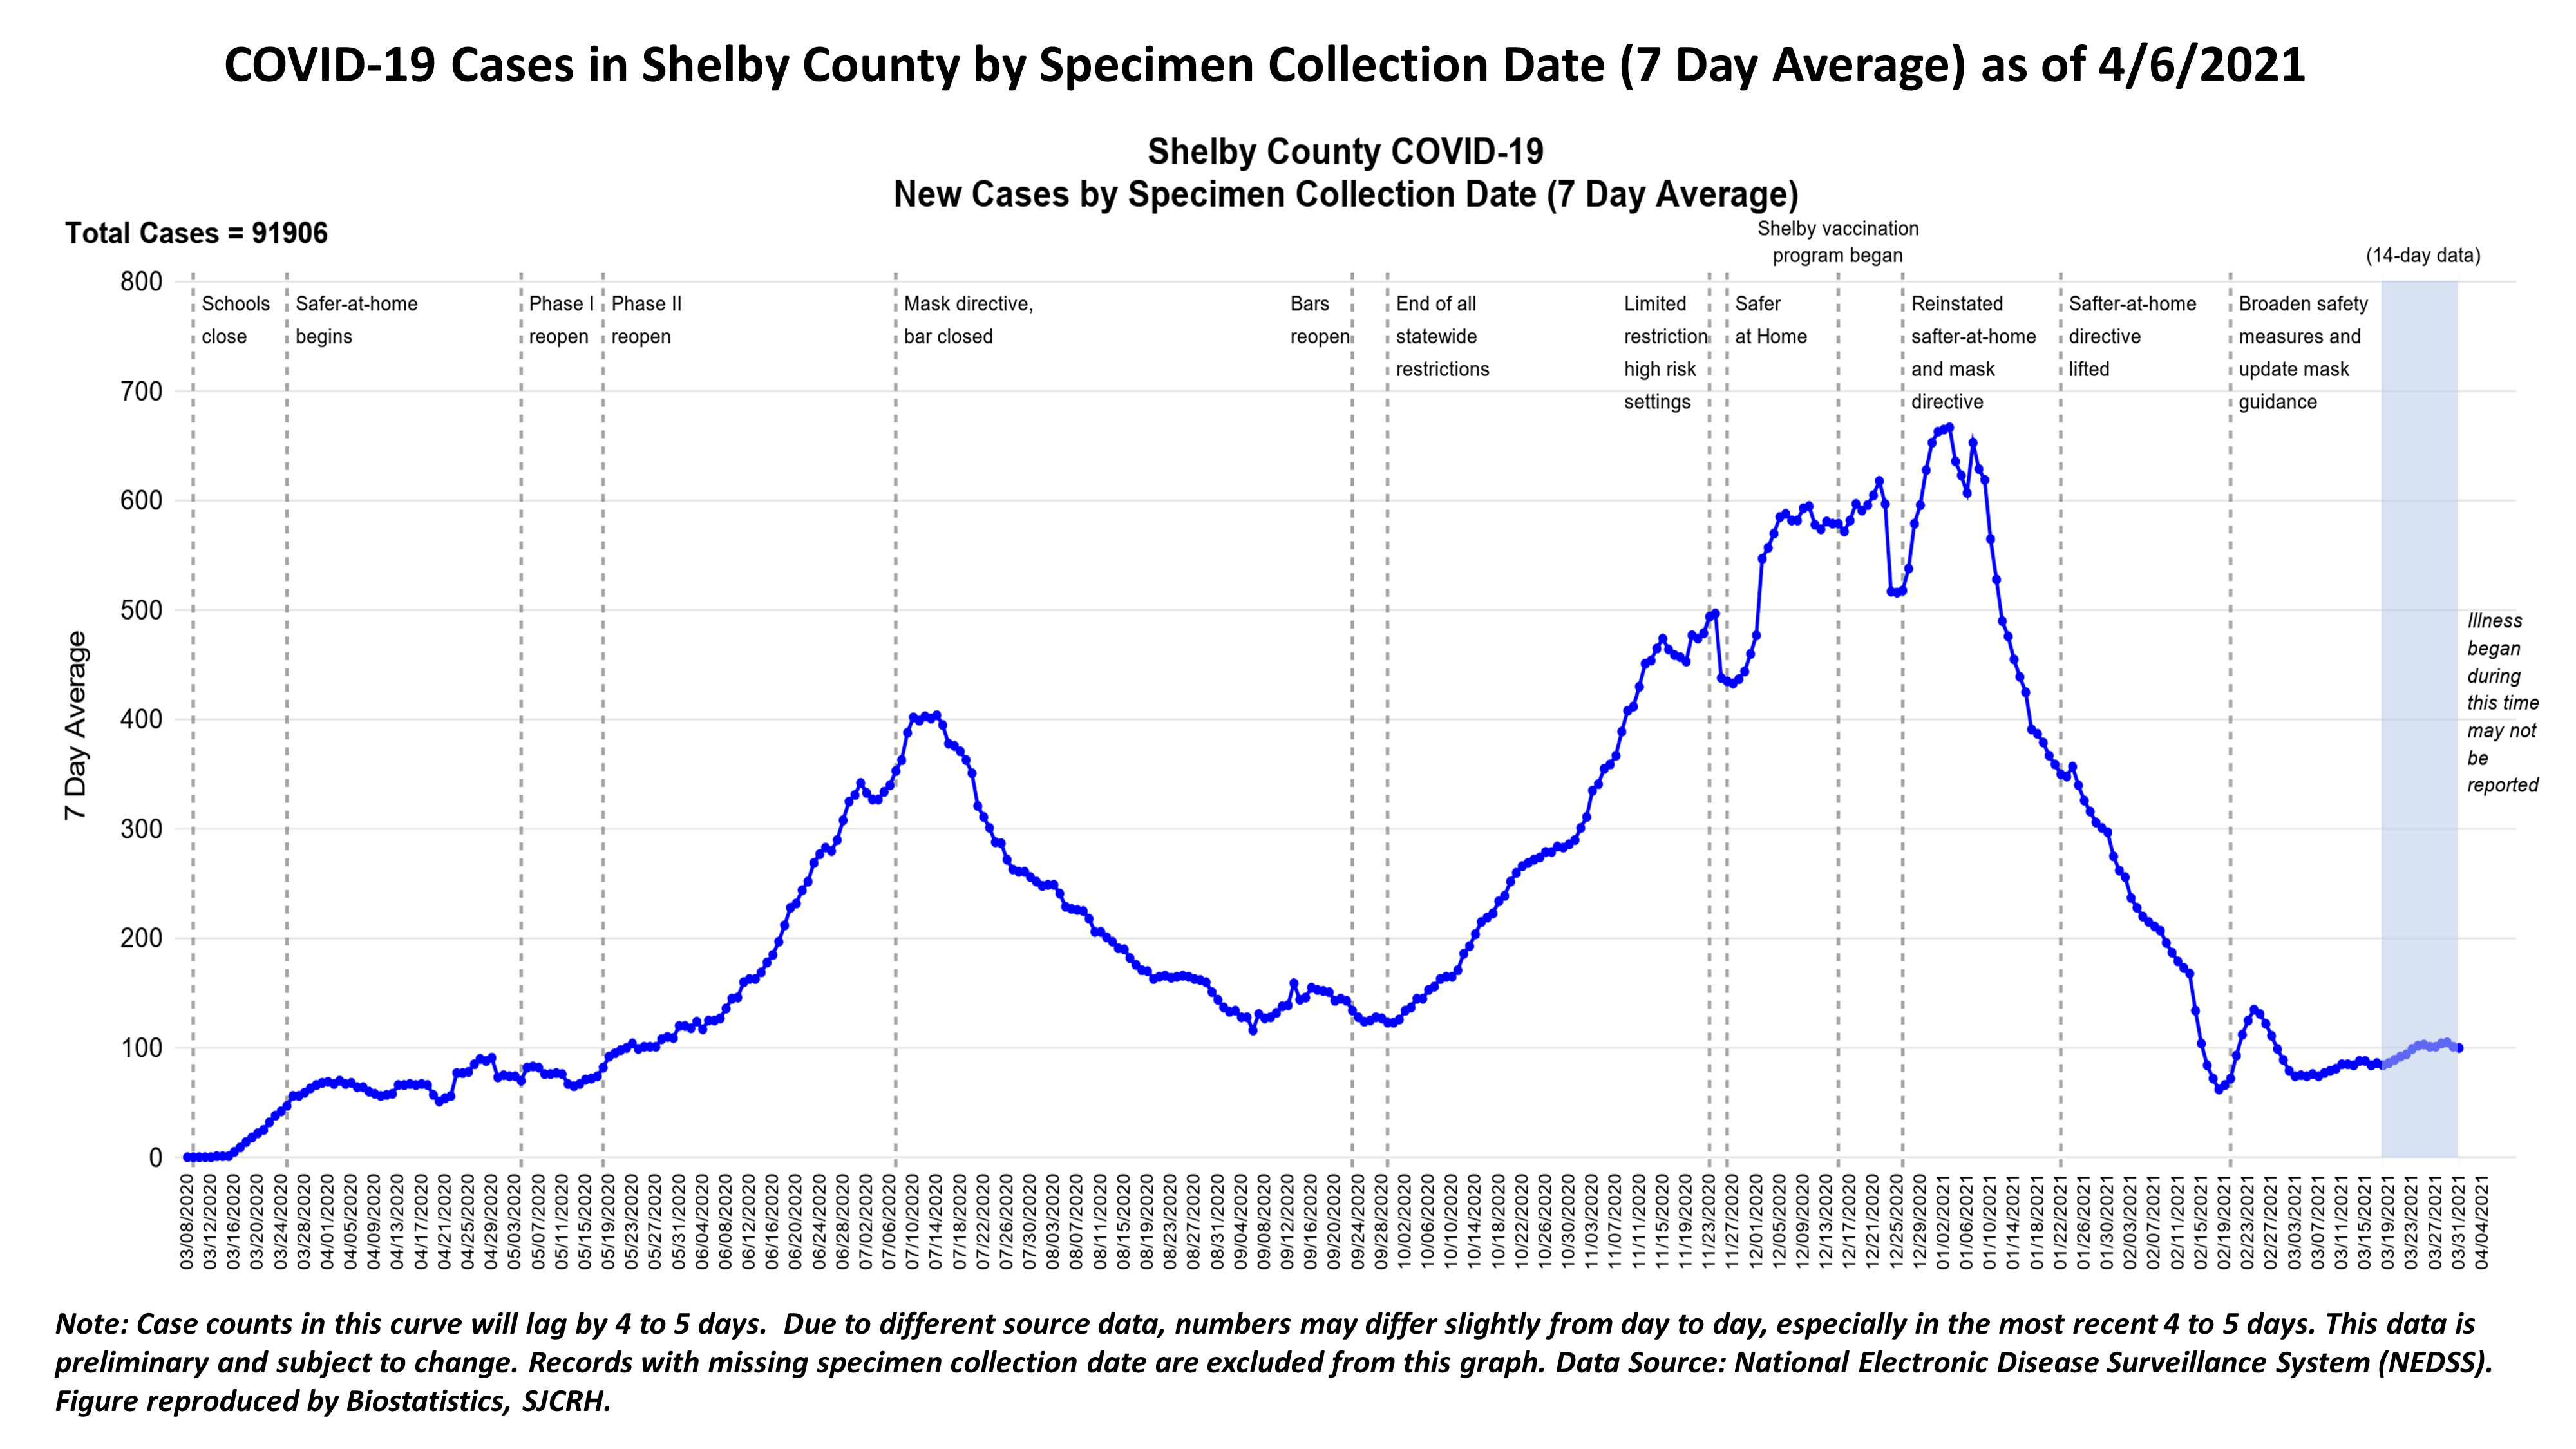 COVID-19 Cases in Shelby County by Specimen Collection Date (7 Day Average) as of 4/6/2021
Shelby County COVID-19
New Cases by Specimen Collection Date (7 Day Average)
Total Cases = 91906
Shelby vaccination
program began
(14-day data)
Schools
close
Safer-at-home
begins
Phase I
reopen
Phase II
reopen
Mask directive,
bar closed
Bars
reopen
End of all
statewide
restrictions
Limited
restriction
high risk
settings
Safer
at Home
Reinstated
safter-at-home
and mask
directive
Safter-at-home
directive
lifted
Broaden safety
measures and
update mask
guidance
Illness
began
during
this time
may not
be
reported
7 Day Average
800
700
600
500
400
300
200
100
0
03/08/2020
03/12/2020
03/16/2020
03/20/2020
03/24/2020
03/28/2020
04/01/2020
04/05/2020
04/09/2020
04/13/2020
04/17/2020
04/21/2020
04/25/2020
04/29/2020
05/03/2020
05/07/2020
05/11/2020
05/15/2020
05/19/2020
05/23/2020
05/27/2020
05/31/2020
06/04/2020
06/08/2020
06/12/2020
06/16/2020
06/20/2020
06/24/2020
06/28/2020
07/02/2020
07/06/2020
07/10/2020
07/14/2020
07/18/2020
07/22/2020
07/26/2020
07/30/2020
08/03/2020
08/07/2020
08/11/2020
08/15/2020
08/19/2020
08/23/2020
08/27/2020
08/31/2020
09/04/2020
09/08/2020
09/12/2020
09/16/2020
09/20/2020
09/24/2020
09/28/2020
10/02/2020
10/06/2020
10/10/2020
10/14/2020
10/18/2020
10/22/2020
10/26/2020
10/30/2020
11/03/2020
11/07/2020
11/11/2020
11/15/2020
11/19/2020
11/23/2020
11/27/2020
12/01/2020
12/05/2020
12/09/2020
12/13/2020
12/17/2020
12/21/2020
12/25/2020
12/29/2020
01/02/2021
01/06/2021
01/10/2021
01/14/2021
01/18/2021
01/22/2021
01/26/2021
01/30/2021
02/03/2021
02/07/2021
02/11/2021
02/15/2021
02/19/2021
02/23/2021
02/27/2021
03/03/2021
03/07/2021
03/11/2021
03/15/2021
03/19/2021
03/23/2021
03/27/2021
03/31/2021
04/04/2021
Note: Case counts in this curve will lag by 4 to 5 days.  Due to different source data, numbers may differ slightly from day to day, especially in the most recent 4 to 5 days. This data is
preliminary and subject to change. Records with missing specimen collection date are excluded from this graph. Data Source: National Electronic Disease Surveillance System (NEDSS).
Figure reproduced by Biostatistics, SJCRH.